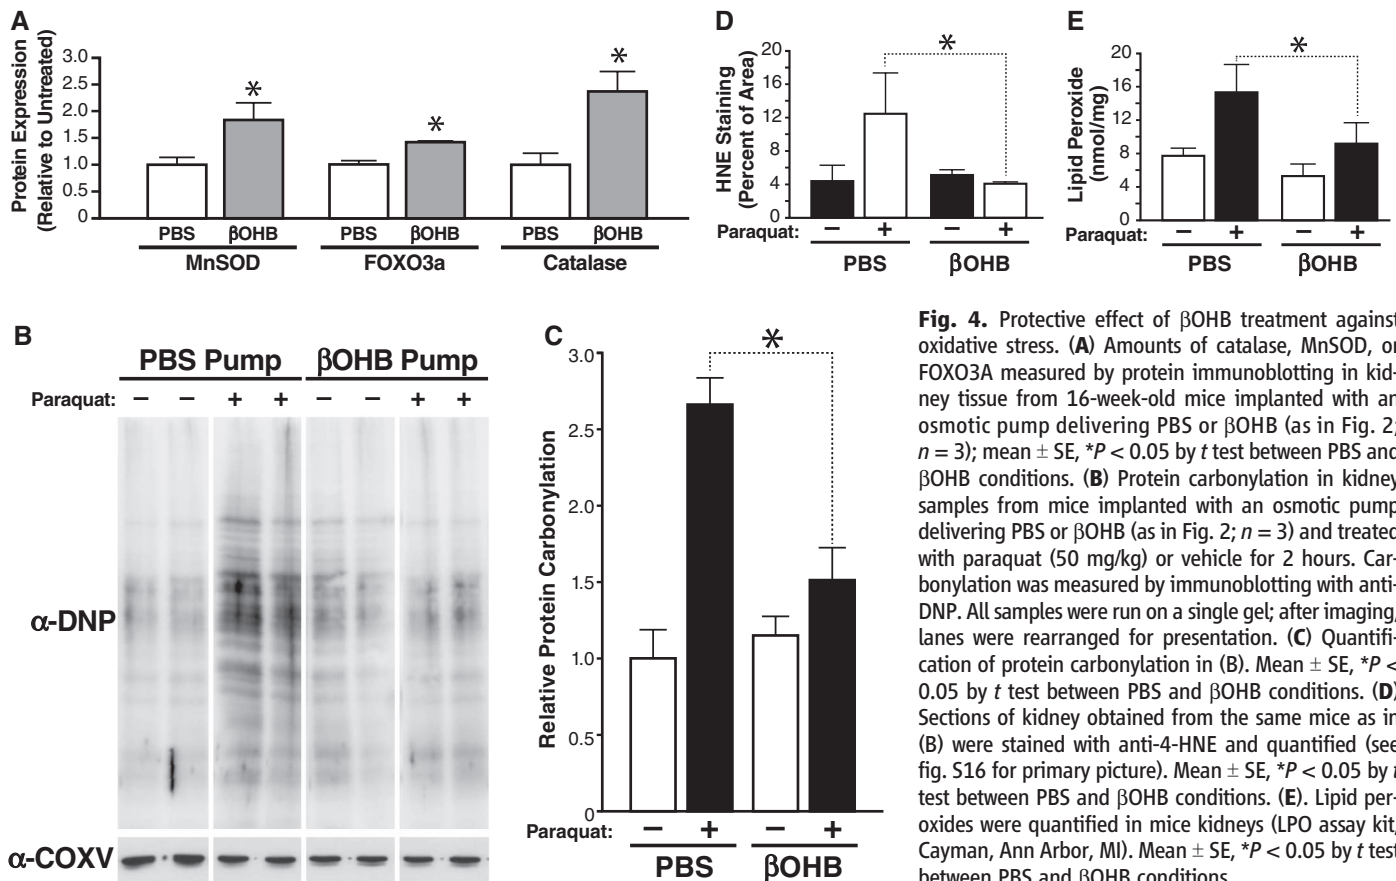 A
Protein Expression
(Relative to Untreated)
3.0
2.5
2.0
1.5
1.0
0.5
0
*
*
*
PBS βOHB PBS βOHB PBS βOHB
MnSOD FOXO3a Catalase
D
HNE Staining
(Percent of Area)
20
16
12
8
4
0
*
Paraquat: − + − +
PBS βOHB
E
Lipid Peroxide
(nmol/mg)
20
16
12
8
4
0
*
Paraquat: − + − +
PBS βOHB
B
PBS Pump βOHB Pump
Paraquat: − − + + − − + +
α-DNP
α-COXV
C
Relative Protein Carbonylation
3.0
2.5
2.0
1.5
1.0
0.5
0
*
Paraquat: − + − +
PBS βOHB
Fig. 4. Protective effect of βOHB treatment against
oxidative stress. (A) Amounts of catalase, MnSOD, or
FOXO3A measured by protein immunoblotting in kid-
ney tissue from 16-week-old mice implanted with an
osmotic pump delivering PBS or βOHB (as in Fig. 2;
n = 3); mean ± SE, *P < 0.05 by t test between PBS and
βOHB conditions. (B) Protein carbonylation in kidney
samples from mice implanted with an osmotic pump
delivering PBS or βOHB (as in Fig. 2; n = 3) and treated
with paraquat (50 mg/kg) or vehicle for 2 hours. Car-
bonylation was measured by immunoblotting with anti-
DNP. All samples were run on a single gel; after imaging,
lanes were rearranged for presentation. (C) Quantifi-
cation of protein carbonylation in (B). Mean ± SE, *P <
0.05 by t test between PBS and βOHB conditions. (D)
Sections of kidney obtained from the same mice as in
(B) were stained with anti-4-HNE and quantified (see
fig. S16 for primary picture). Mean ± SE, *P < 0.05 by t
test between PBS and βOHB conditions. (E). Lipid per-
oxides were quantified in mice kidneys (LPO assay kit,
Cayman, Ann Arbor, MI). Mean ± SE, *P < 0.05 by t test
between PBS and βOHB conditions.